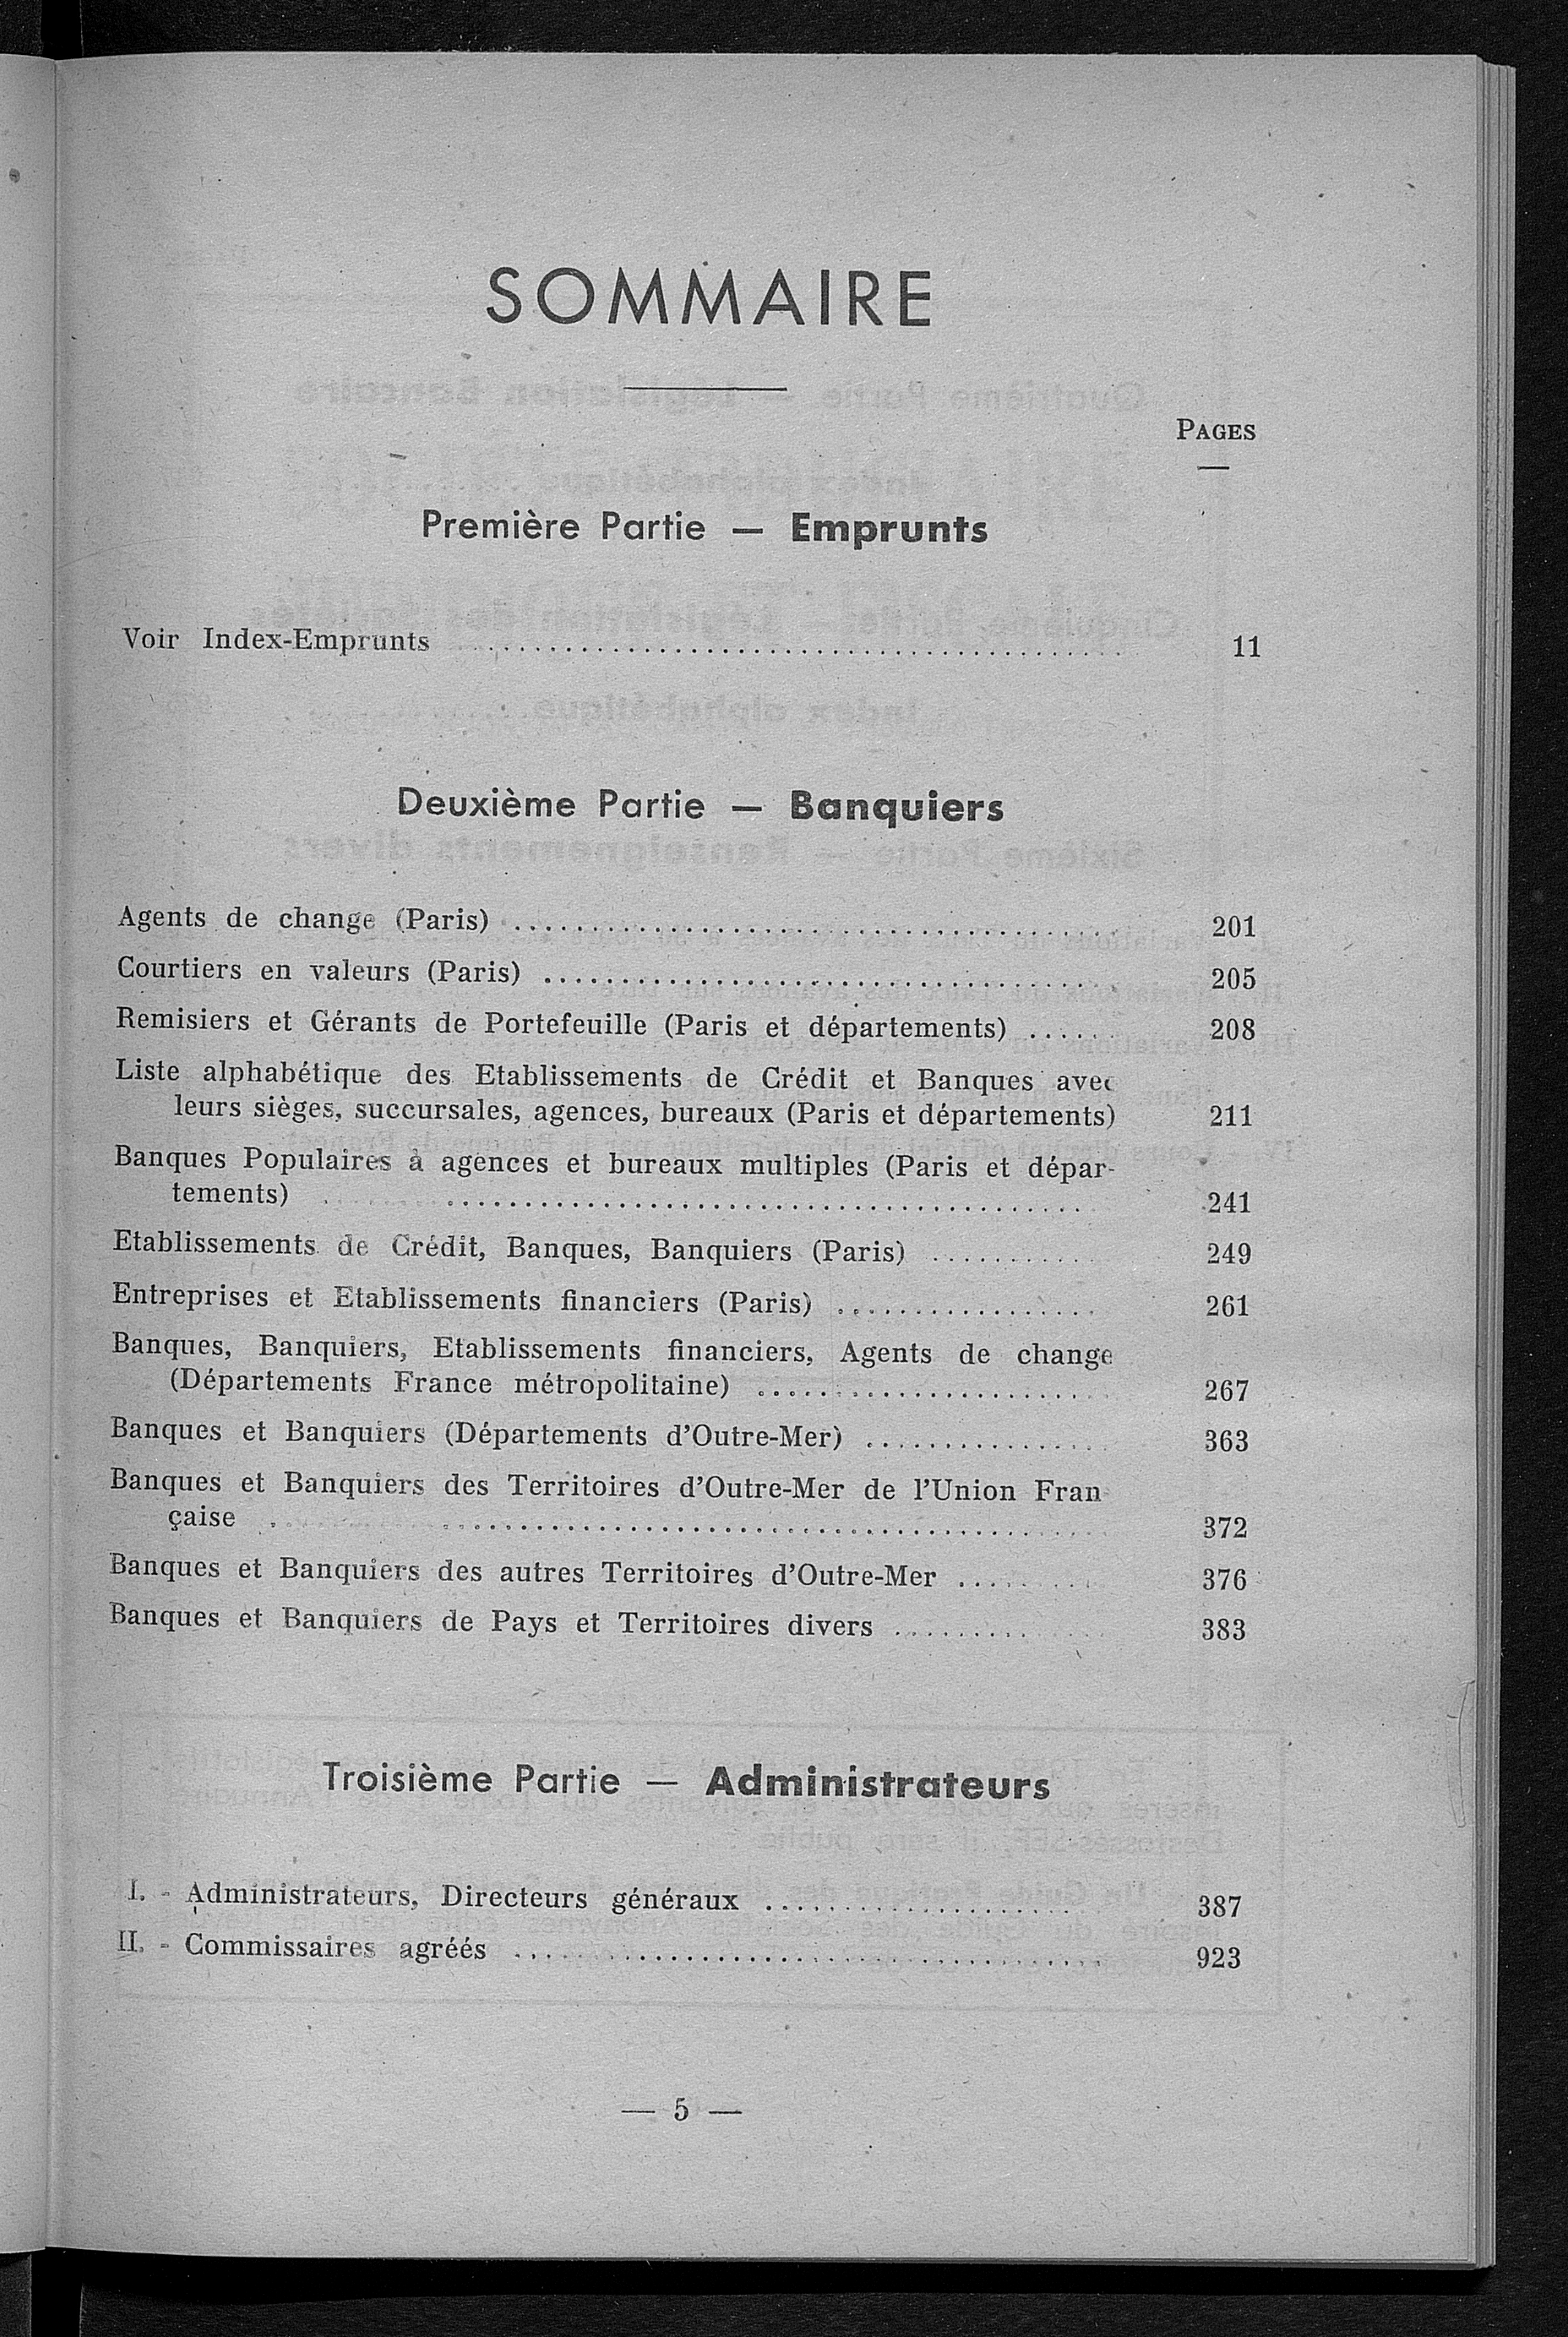 SOMMAIRE
PAGES
Première Partie — Emprunts
Voir Index-Emprunts ........................................ 11
Deuxième Partie — Banquiers
Agents de change (Paris) ........................................ 201
Courtiers en valeurs (Paris) ..................................... 205
Remisiers et Gérants de Portefeuille (Paris et départements) ..... 208
Liste alphabétique des Etablissements de Crédit et Banques avec
leurs sièges, succursales, agences, bureaux (Paris et départements) 211
Banques Populaires à agences et bureaux multiples (Paris et dépar-
tements) ........................................ 241
Etablissements de Crédit, Banques, Banquiers (Paris) ........... 249
Entreprises et Etablissements financiers (Paris) ................. 261
Banques, Banquiers, Etablissements financiers, Agents de change
(Départements France métropolitaine) ....................... 267
Banques et Banquiers (Départements d'Outre-Mer) ................ 363
Banques et Banquiers des Territoires d'Outre-Mer de l'Union Fran-
çaise ........................................ 372
Banques et Banquiers des autres Territoires d'Outre-Mer ......... 376
Banques et Banquiers de Pays et Territoires divers ............. 383
Troisième Partie — Administrateurs
I. - Administrateurs, Directeurs généraux ...................... 387
II. - Commissaires agréés ...................................... 923
— 5 —